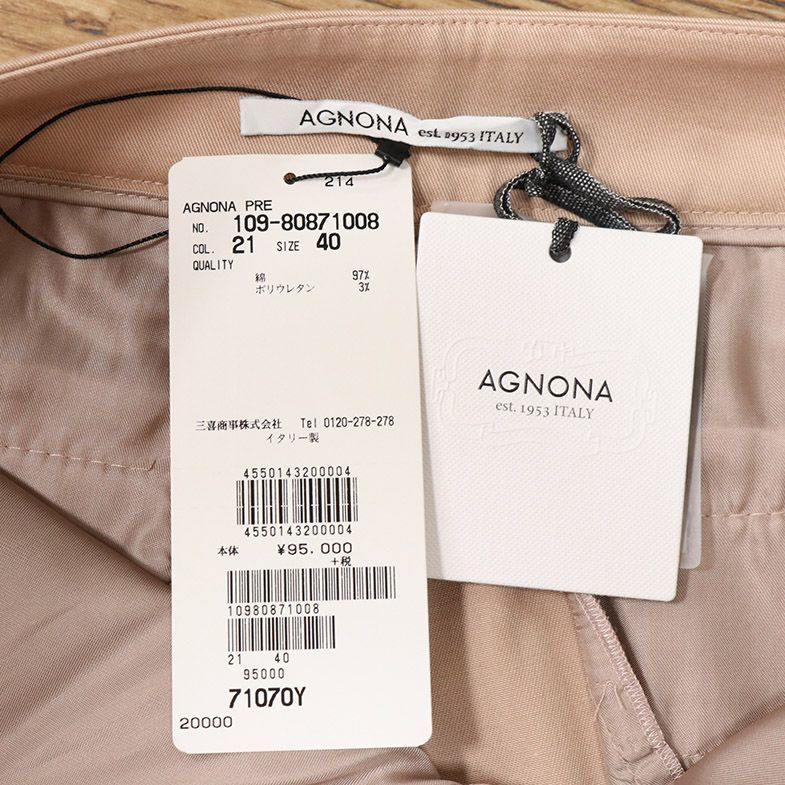 AGNONA est. 1953 ITALY
214
AGNONA PRE
NO. 109-80871008
COL. 21 SIZE 40
QUALITY
綿 97%
ポリウレタン 3%
三喜商事株式会社 Tel 0120-278-278
イタリー製
4550143200004
4550143200004
本体 ¥95,000
+税
10980871008
21 40
95000
71070Y
20000
AGNONA
est. 1953 ITALY